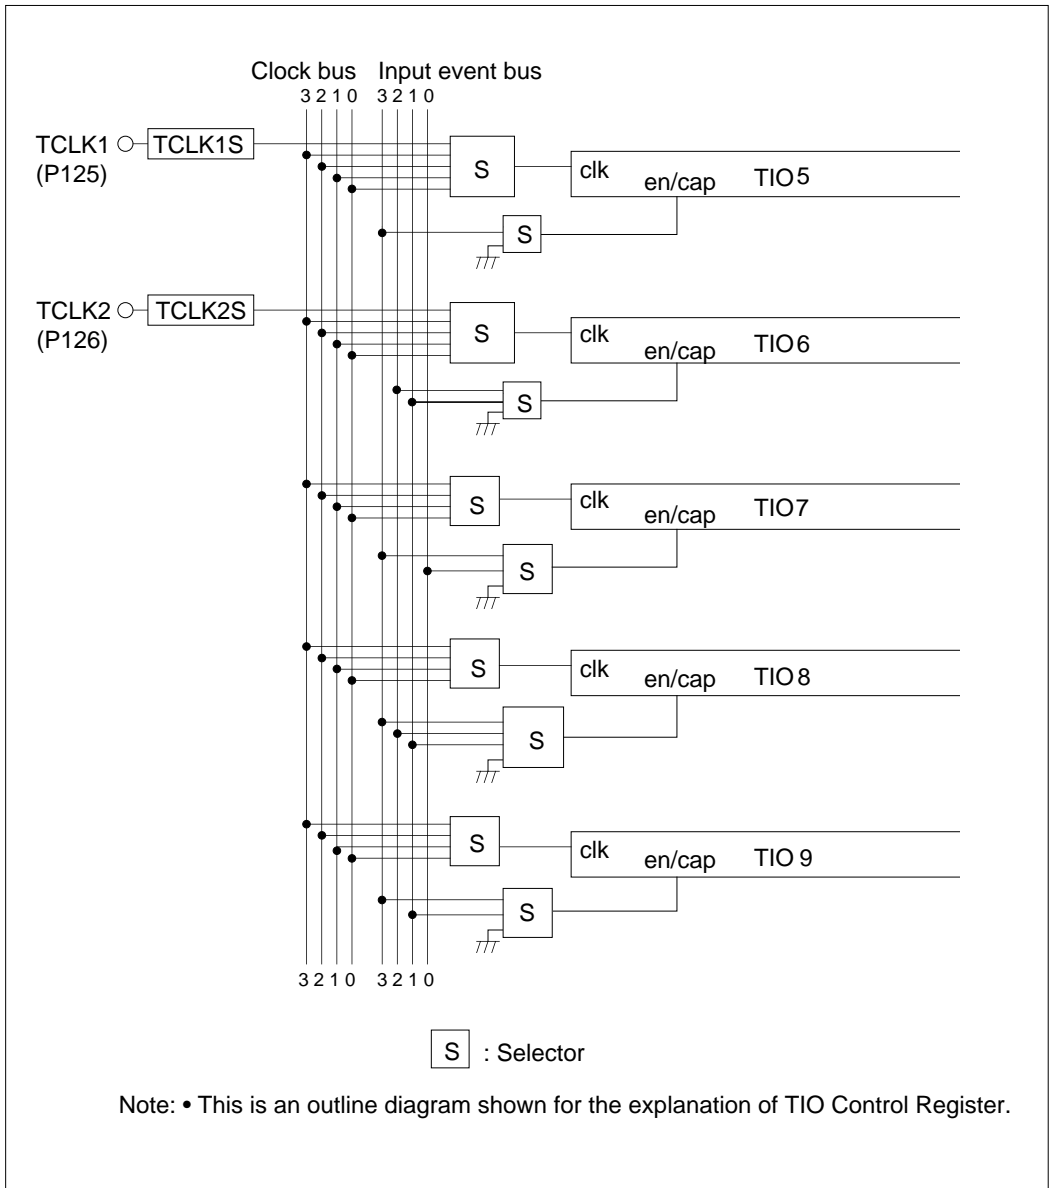 Clock bus Input event bus
3 2 1 0 3 2 1 0
TCLK1 TCLK1S
(P125)
S
clk en/cap TIO5
S
TCLK2 TCLK2S
(P126)
S
clk en/cap TIO6
S
S
clk en/cap TIO7
S
S
clk en/cap TIO8
S
S
clk en/cap TIO9
S
3 2 1 0 3 2 1 0
S : Selector
Note: • This is an outline diagram shown for the explanation of TIO Control Register.